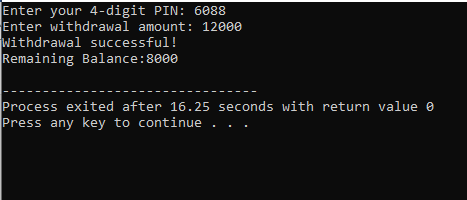 Enter your 4-digit PIN: 6088
Enter withdrawal amount: 12000
Withdrawal successful!
Remaining Balance:8000
--------------------------------
Process exited after 16.25 seconds with return value 0
Press any key to continue . . .